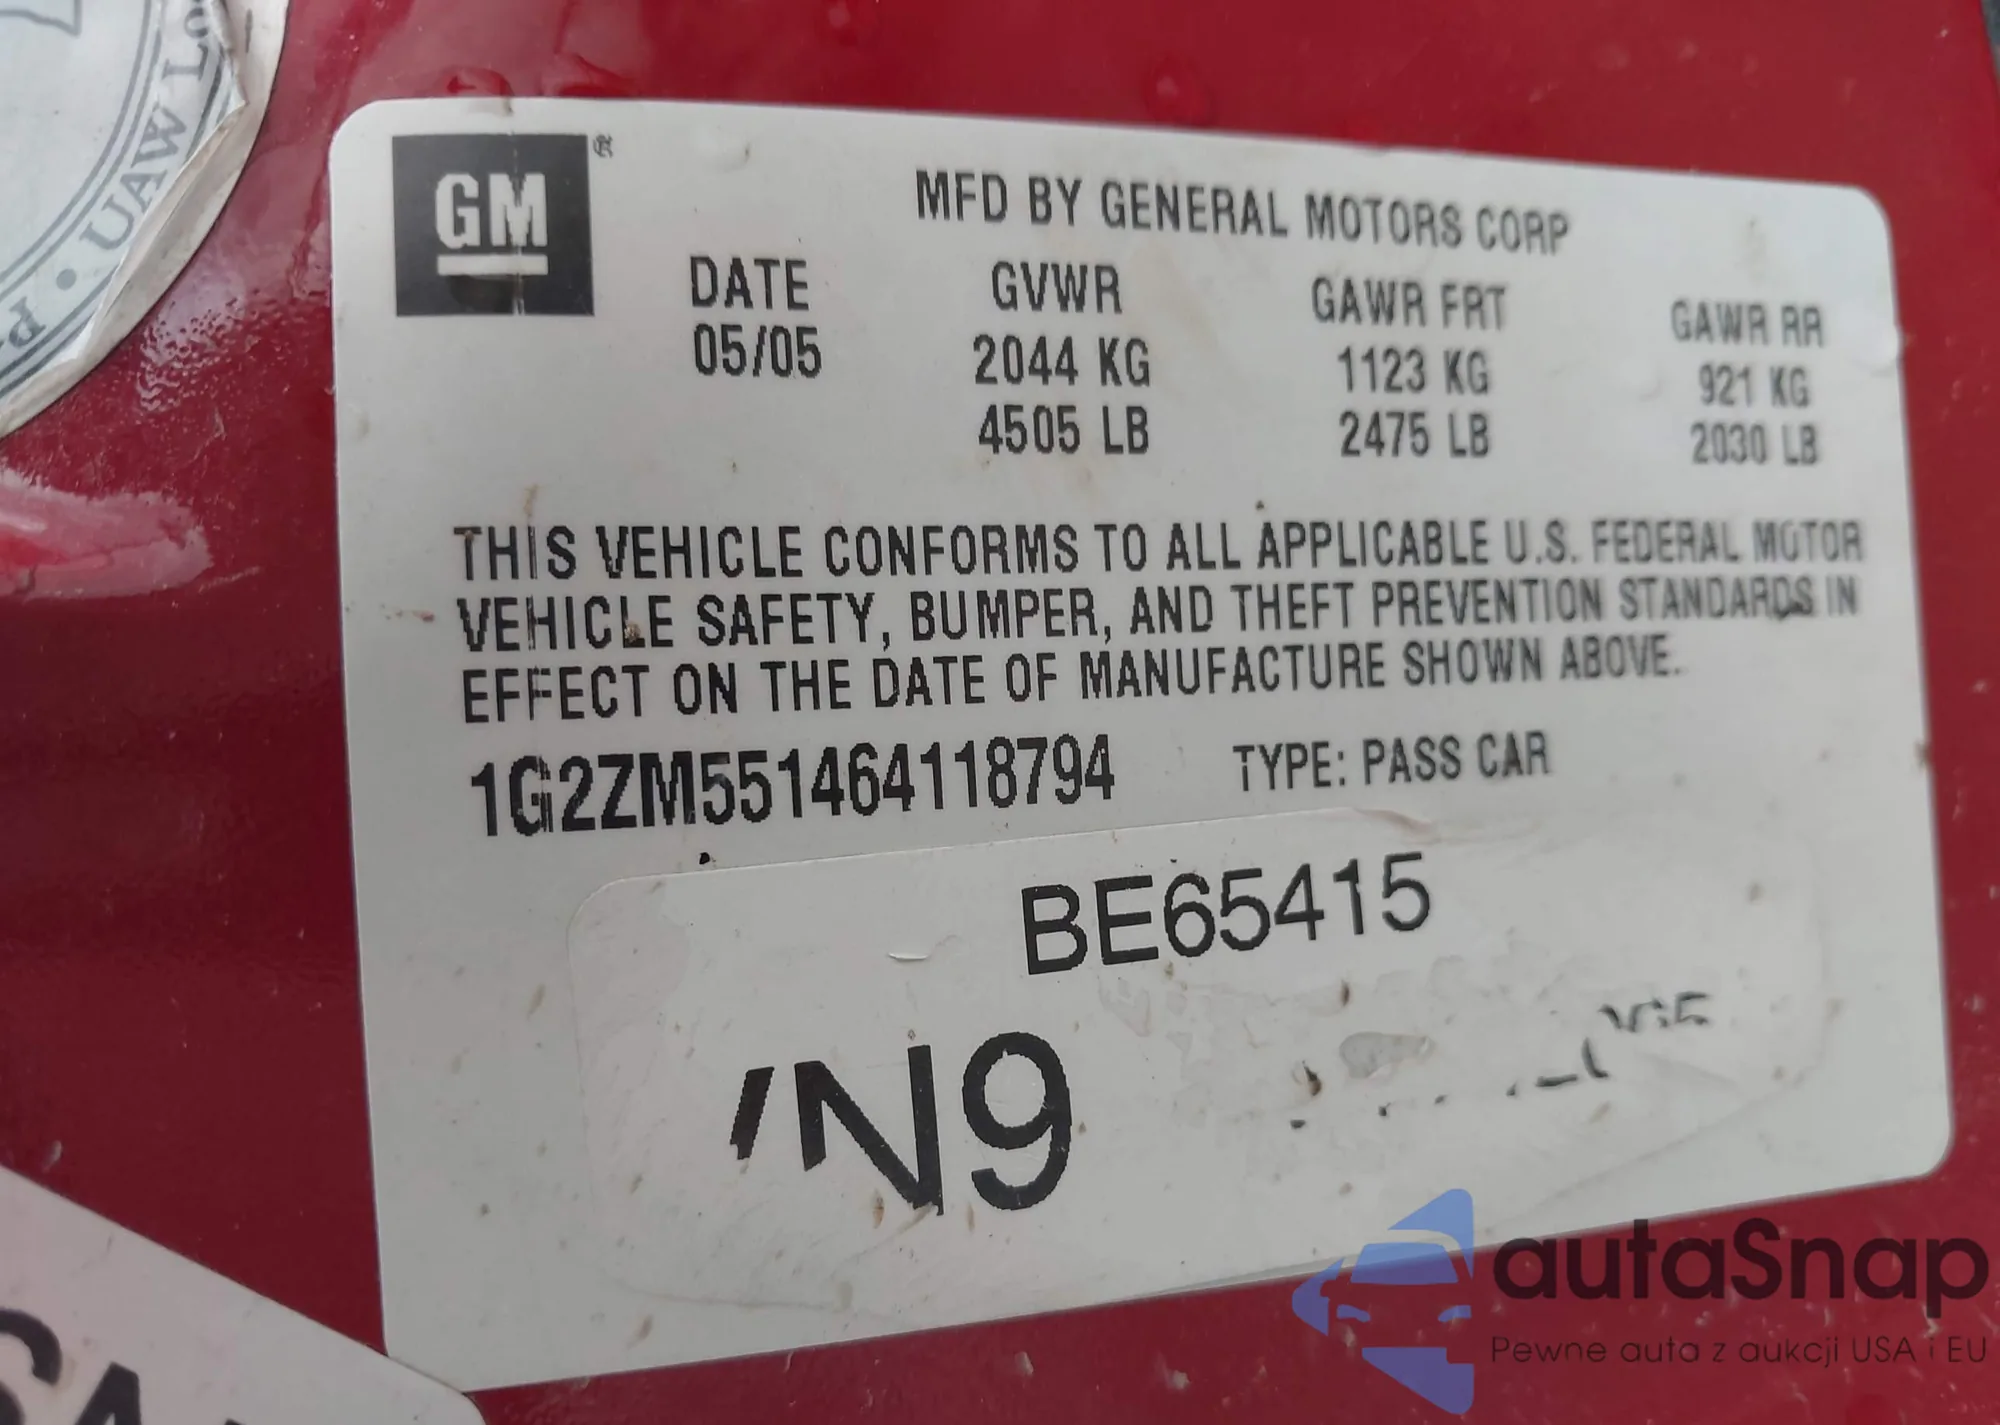 UAW Lo
GM
MFD BY GENERAL MOTORS CORP
DATE GVWR GAWR FRT GAWR RR
05/05 2044 KG 1123 KG 921 KG
4505 LB 2475 LB 2030 LB
THIS VEHICLE CONFORMS TO ALL APPLICABLE U.S. FEDERAL MOTOR
VEHICLE SAFETY, BUMPER, AND THEFT PREVENTION STANDARDS IN
EFFECT ON THE DATE OF MANUFACTURE SHOWN ABOVE.
1G2ZM551464118794 TYPE: PASS CAR
BE65415
N9
autaSnap
Pewne auta z aukcji USA i EU